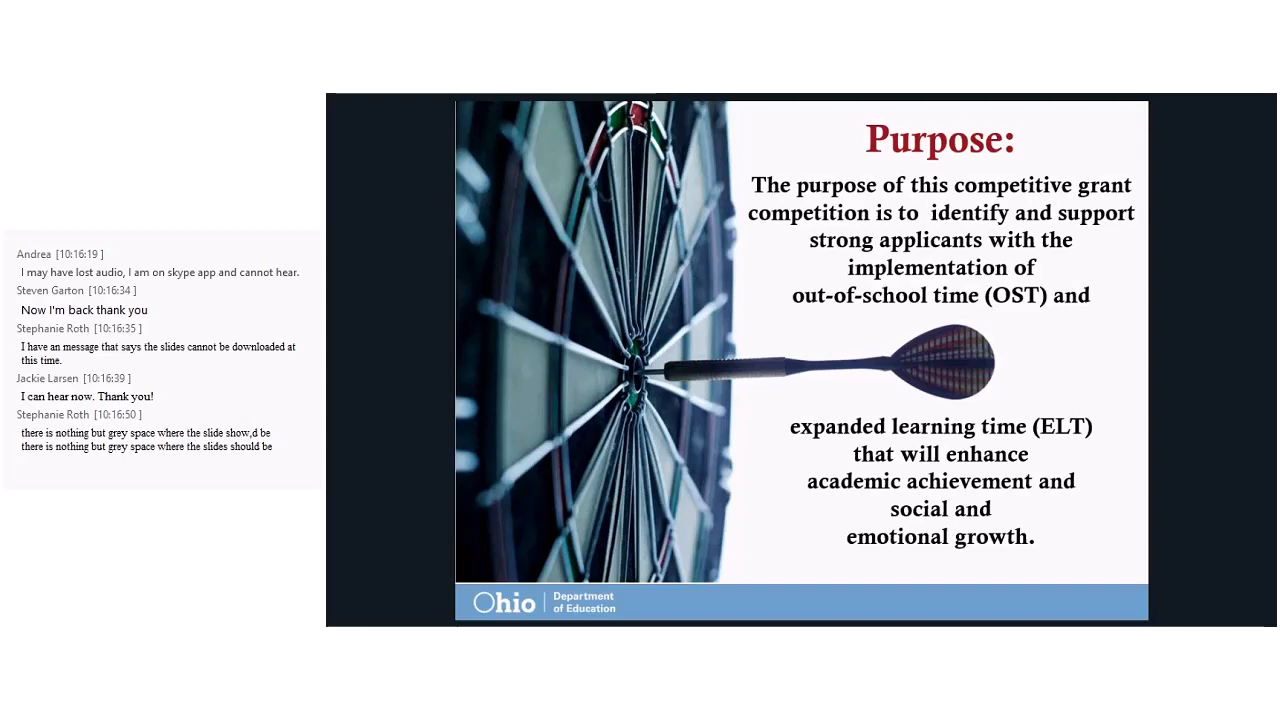 Andrea [10:16:19 ]
I may have lost audio, I am on skype app and cannot hear.
Steven Garton [10:16:34 ]
Now I'm back thank you
Stephanie Roth [10:16:35 ]
I have an message that says the slides cannot be downloaded at
this time.
Jackie Larsen [10:16:39 ]
I can hear now. Thank you!
Stephanie Roth [10:16:50 ]
there is nothing but grey space where the slide show,d be
there is nothing but grey space where the slides should be
Purpose:
The purpose of this competitive grant
competition is to identify and support
strong applicants with the
implementation of
out-of-school time (OST) and
expanded learning time (ELT)
that will enhance
academic achievement and
social and
emotional growth.
Ohio | Department
of Education